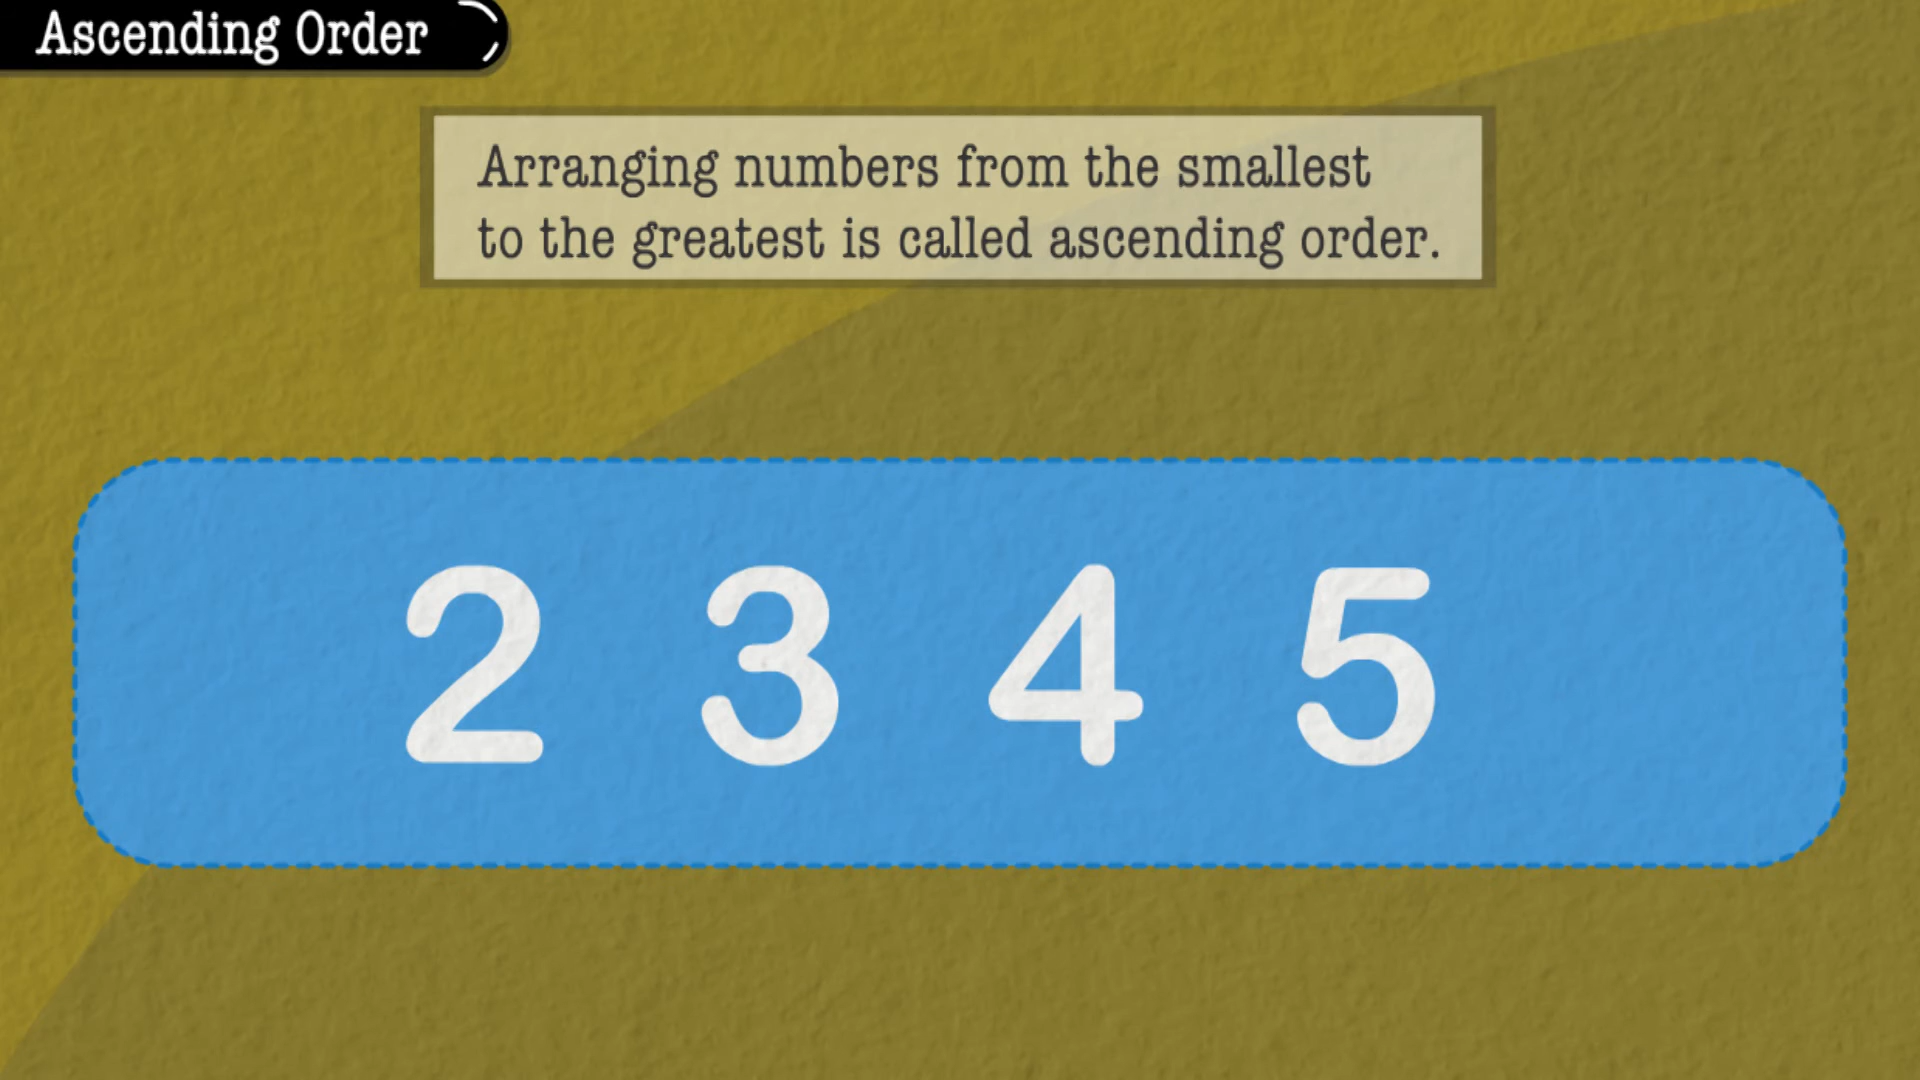 Ascending Order
Arranging numbers from the smallest
to the greatest is called ascending order.
2 3 4 5